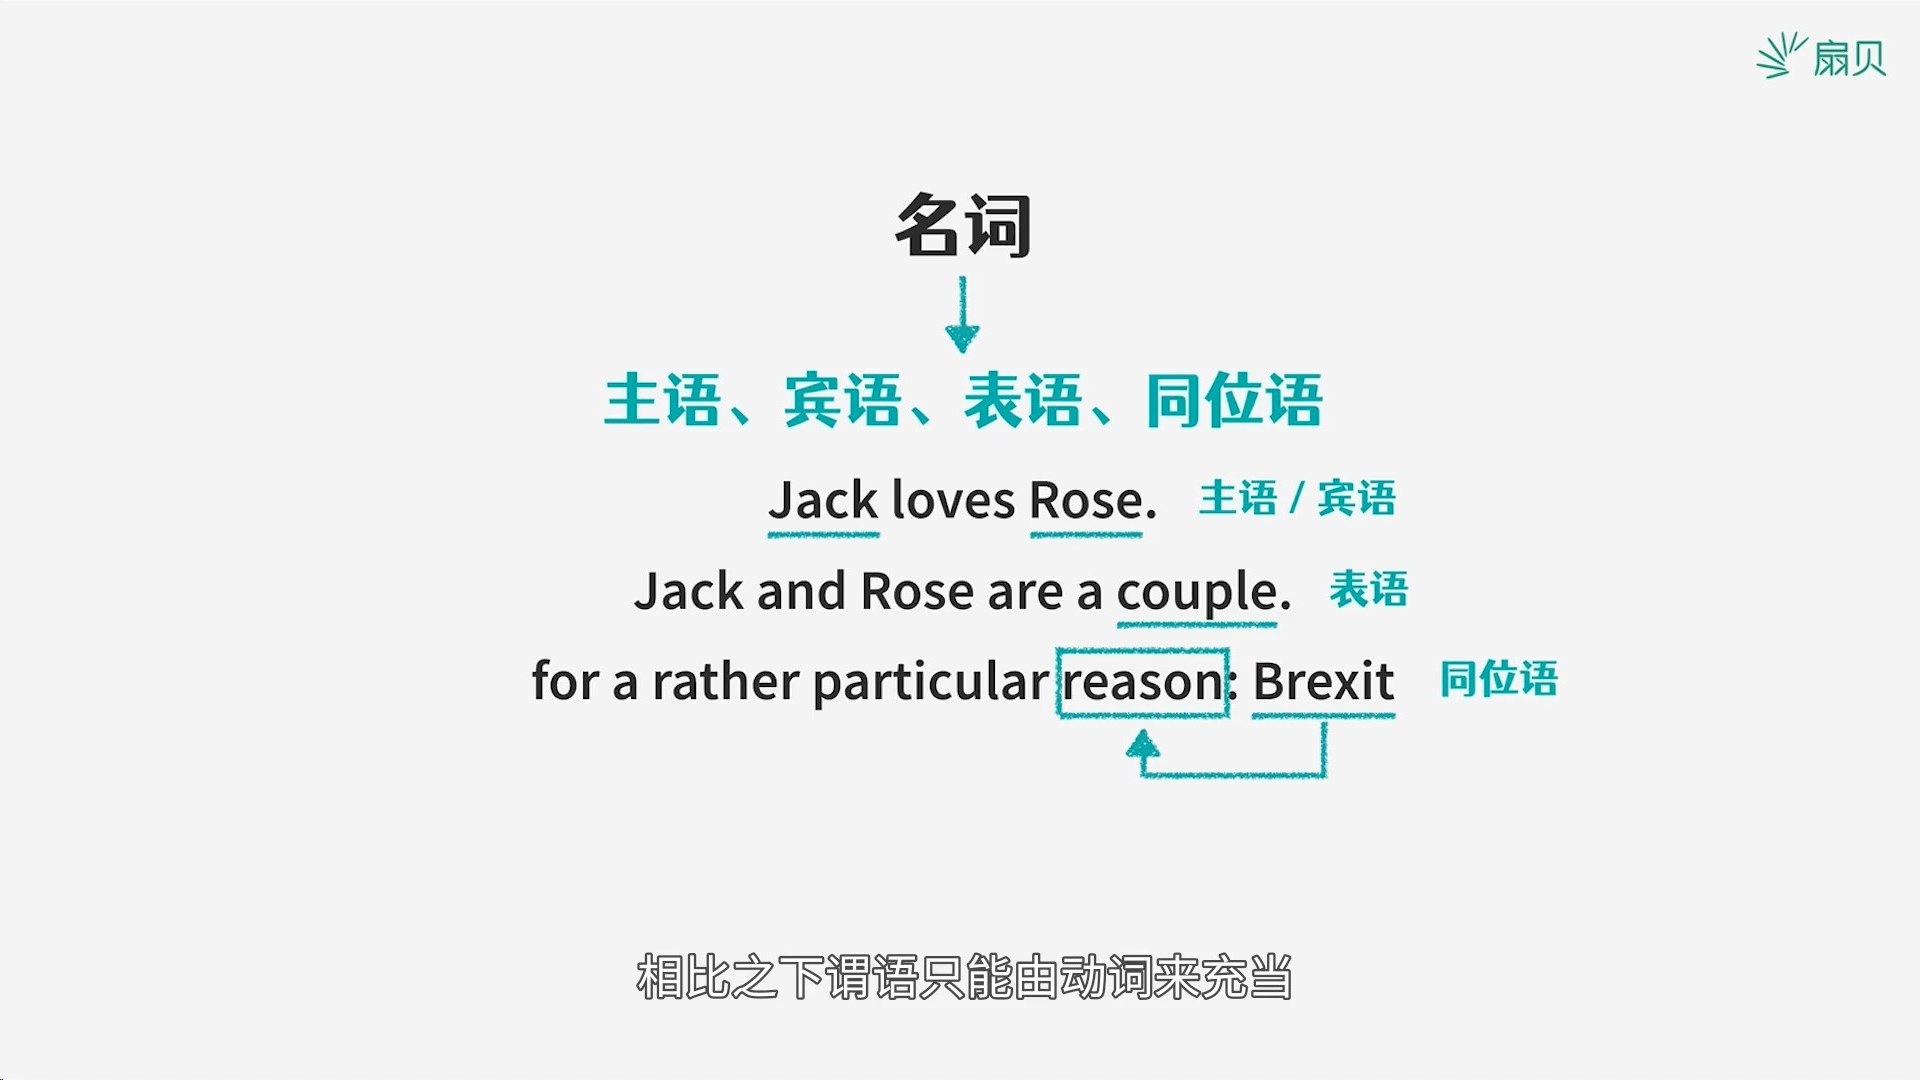 扇贝
名词
主语、宾语、表语、同位语
Jack loves Rose. 主语 / 宾语
Jack and Rose are a couple. 表语
for a rather particular reason: Brexit 同位语
相比之下谓语只能由动词来充当